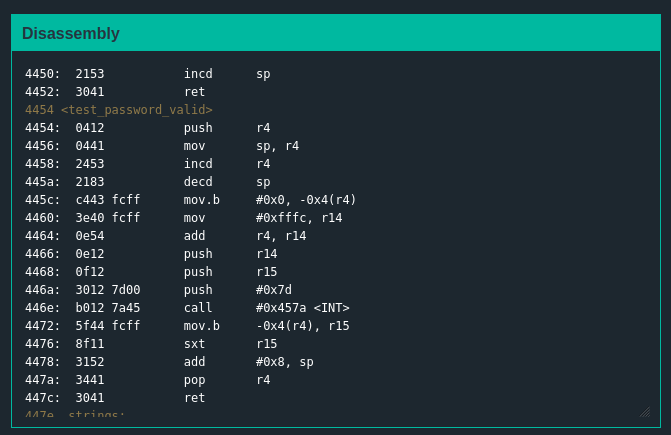 Disassembly
4450:  2153           incd      sp
4452:  3041           ret
4454 <test_password_valid>
4454:  0412           push      r4
4456:  0441           mov       sp, r4
4458:  2453           incd      r4
445a:  2183           decd      sp
445c:  c443 fcff      mov.b     #0x0, -0x4(r4)
4460:  3e40 fcff      mov       #0xfffc, r14
4464:  0e54           add       r4, r14
4466:  0e12           push      r14
4468:  0f12           push      r15
446a:  3012 7d00      push      #0x7d
446e:  b012 7a45      call      #0x457a <INT>
4472:  5f44 fcff      mov.b     -0x4(r4), r15
4476:  8f11           sxt       r15
4478:  3152           add       #0x8, sp
447a:  3441           pop       r4
447c:  3041           ret
447e  strings: